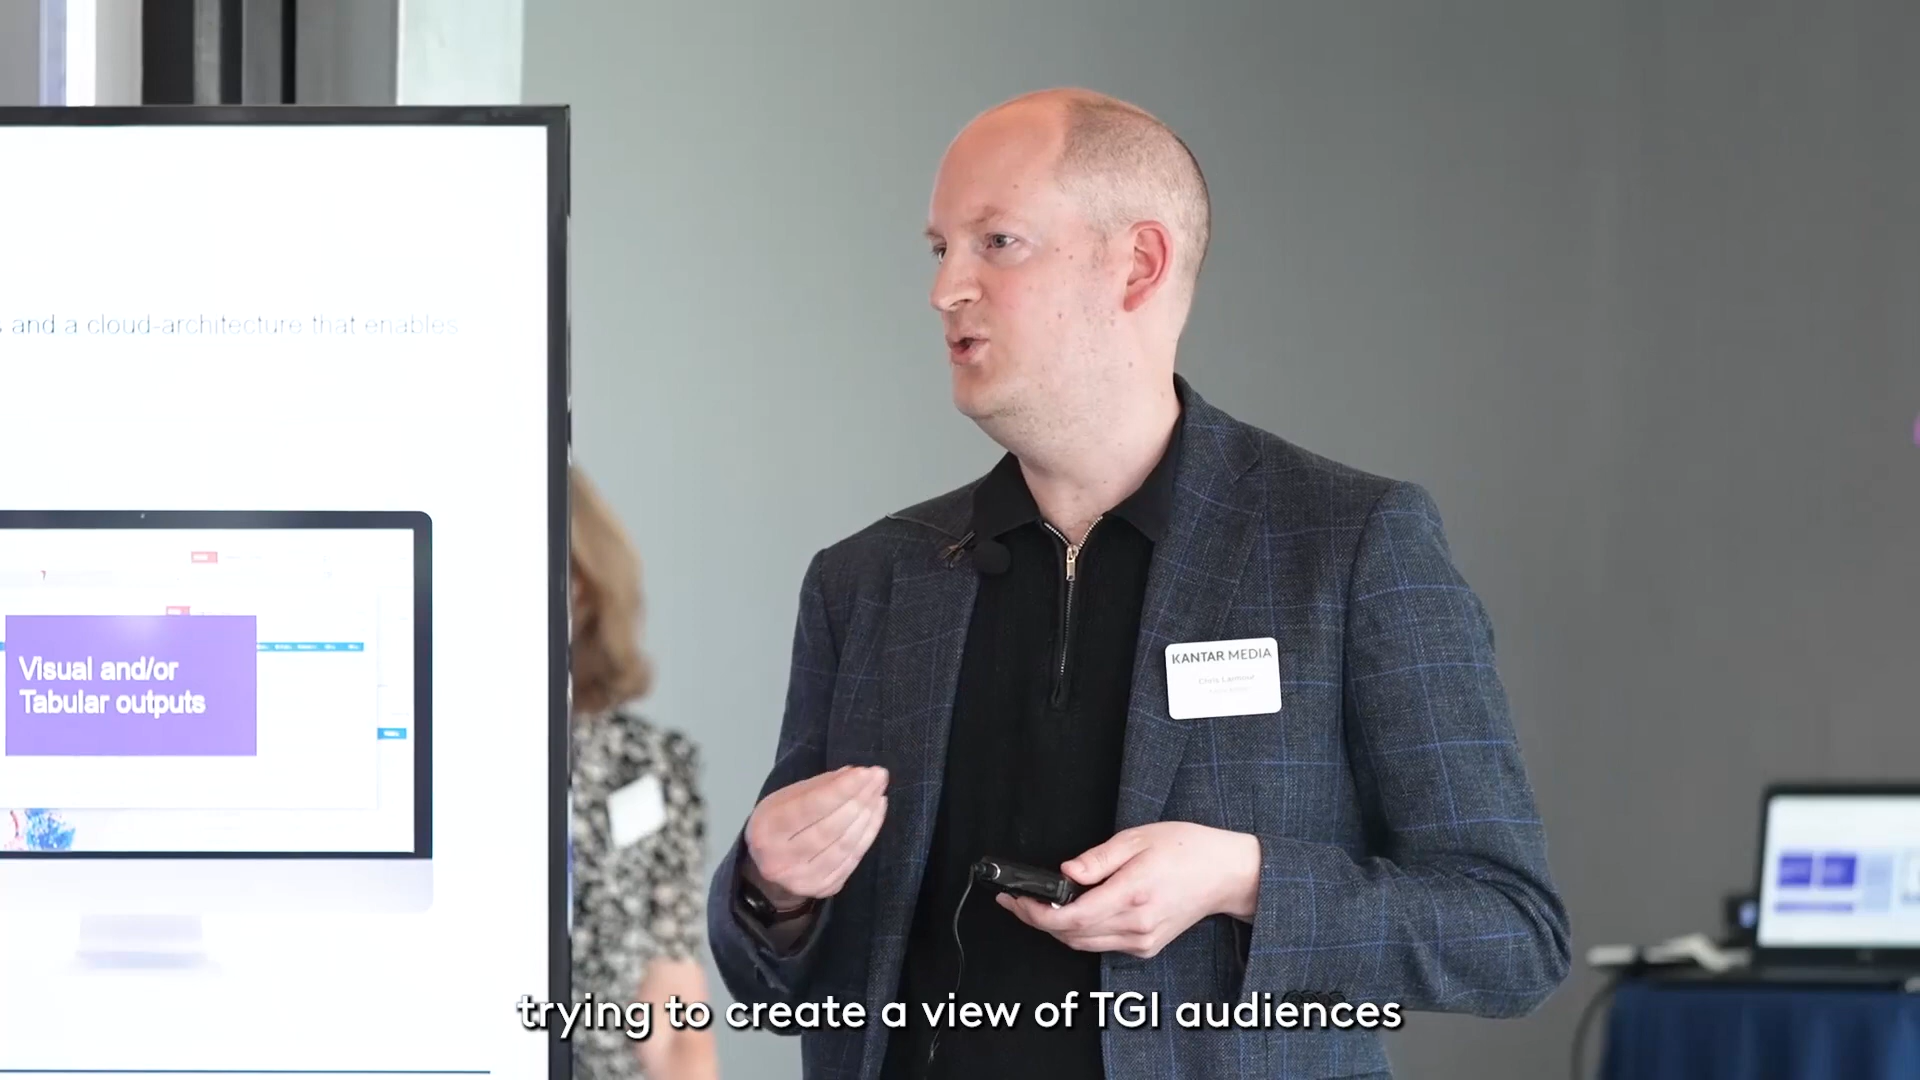 s and a cloud-architecture that enables
Visual and/or
Tabular outputs
KANTAR MEDIA
Chris
trying to create a view of TGI audiences